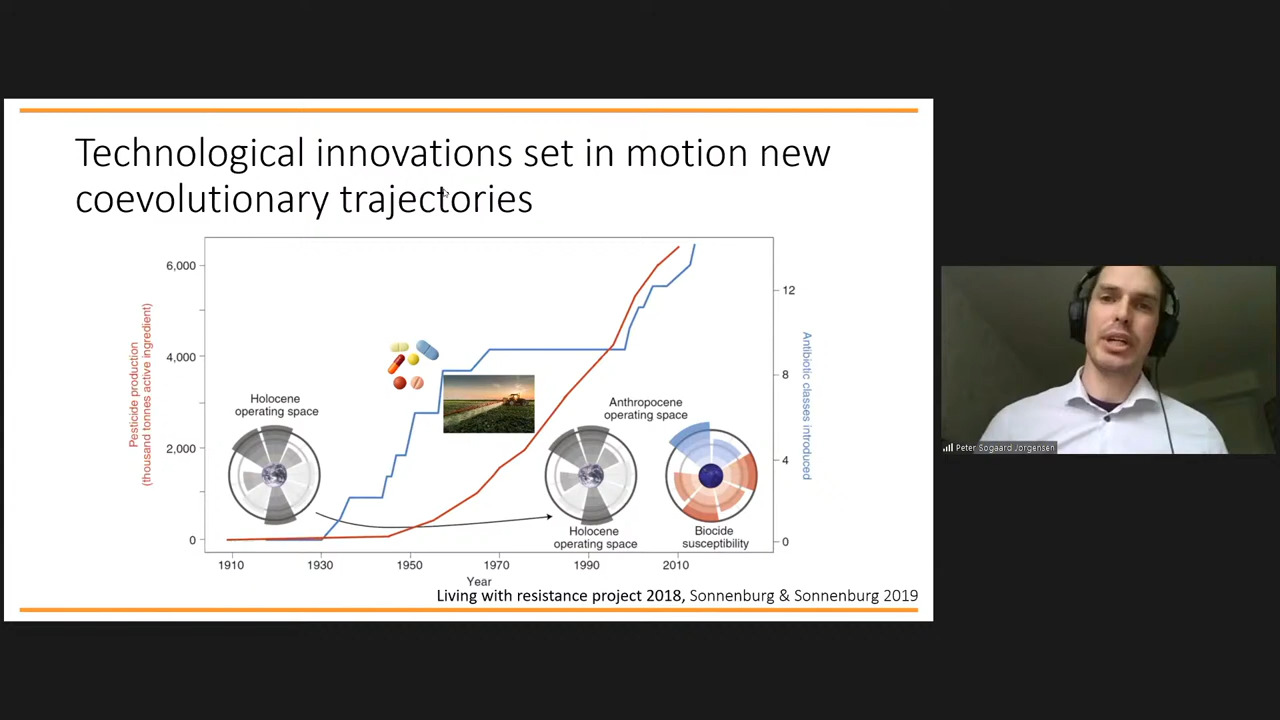 Technological innovations set in motion new
coevolutionary trajectories
Pesticide production
(thousand tonnes active ingredient)
6,000
4,000
2,000
0
Holocene
operating space
Anthropocene
operating space
Holocene
operating space
Biocide
susceptibility
12
8
4
0
Antibiotic classes introduced
1910
1930
1950
1970
1990
2010
Year
Living with resistance project 2018, Sonnenburg & Sonnenburg 2019
Peter Sogaard Jorgensen